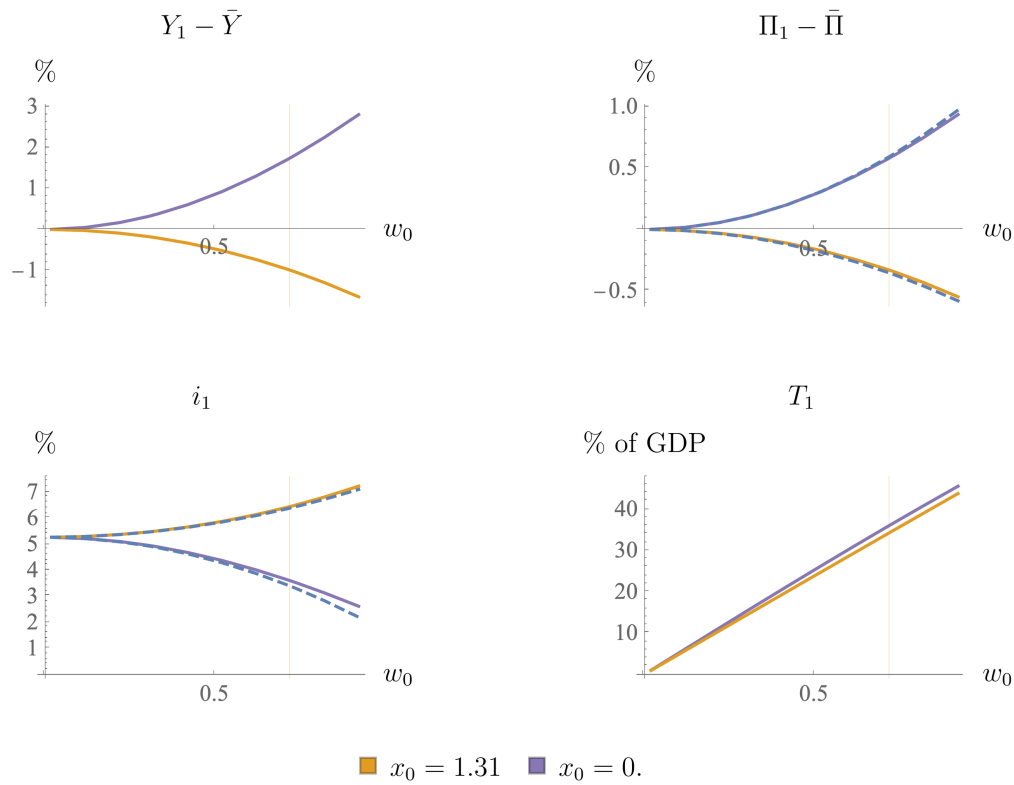 Y₁ − Ȳ
%
3
2
1
−1
0.5
w₀
Π₁ − Π̄
%
1.0
0.5
−0.5
0.5
w₀
i₁
%
7
6
5
4
3
2
1
0.5
w₀
T₁
% of GDP
40
30
20
10
0.5
w₀
x₀ = 1.31 x₀ = 0.